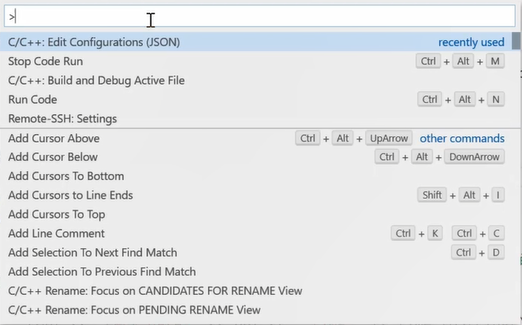 >
C/C++: Edit Configurations (JSON) recently used
Stop Code Run Ctrl + Alt + M
C/C++: Build and Debug Active File
Run Code Ctrl + Alt + N
Remote-SSH: Settings
Add Cursor Above Ctrl + Alt + UpArrow other commands
Add Cursor Below Ctrl + Alt + DownArrow
Add Cursors To Bottom
Add Cursors to Line Ends Shift + Alt + I
Add Cursors To Top
Add Line Comment Ctrl + K Ctrl + C
Add Selection To Next Find Match Ctrl + D
Add Selection To Previous Find Match
C/C++ Rename: Focus on CANDIDATES FOR RENAME View
C/C++ Rename: Focus on PENDING RENAME View